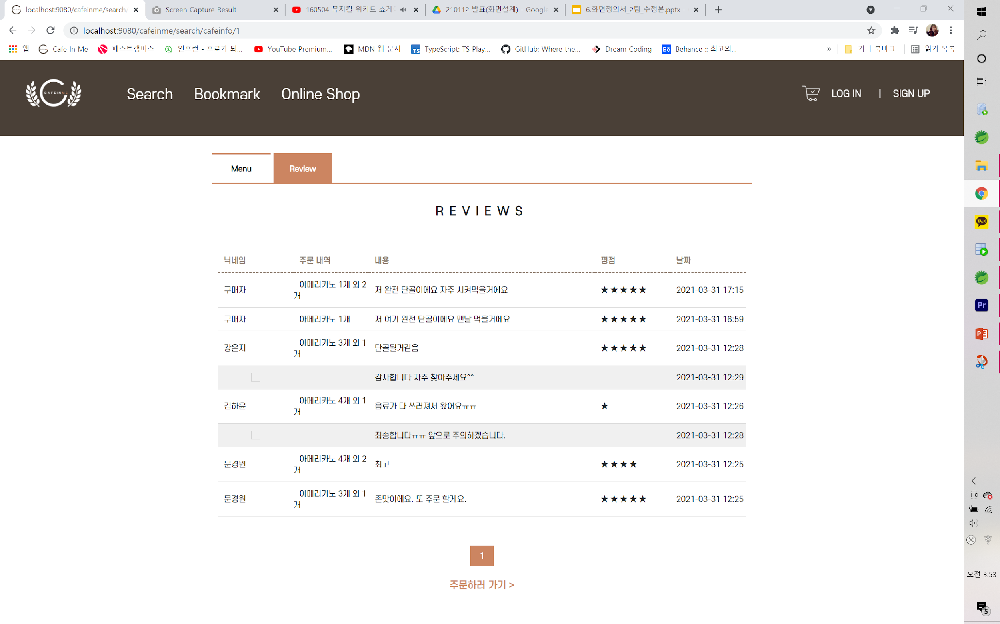 localhost:9080/cafeinme/search/
Screen Capture Result
160504 뮤지컬 위키드 쇼케
210112 발표(화면설계) - Google
6.화면정의서_2팀_수정본.pptx -
localhost:9080/cafeinme/search/cafeinfo/1
앱
Cafe In Me
패스트캠퍼스
인프런 - 프로가 되...
YouTube Premium...
MDN 웹 문서
TS
TypeScript: TS Play...
GitHub: Where the...
Dream Coding
Bē
Behance :: 최고의...
»
기타 북마크
읽기 목록
CAFEINME
Search
Bookmark
Online Shop
LOG IN
|
SIGN UP
Menu
Review
REVIEWS
닉네임 주문 내역 내용 평점 날짜
구매자 아메리카노 1개 외 2개 저 완전 단골이에요 자주 시켜먹을거에요 ★★★★★ 2021-03-31 17:15
구매자 아메리카노 1개 저 여기 완전 단골이에요 맨날 먹을거에요 ★★★★★ 2021-03-31 16:59
강은지 아메리카노 3개 외 1개 단골될거같음 ★★★★★ 2021-03-31 12:28
감사합니다 자주 찾아주세요^^ 2021-03-31 12:29
김하윤 아메리카노 4개 외 1개 음료가 다 쓰러져서 왔어요ㅠㅠ ★ 2021-03-31 12:26
죄송합니다ㅠㅠ 앞으로 주의하겠습니다. 2021-03-31 12:28
문경원 아메리카노 4개 외 2개 최고 ★★★★ 2021-03-31 12:25
문경원 아메리카노 3개 외 1개 존맛이에요. 또 주문 할게요. ★★★★★ 2021-03-31 12:25
1
주문하러 가기 >
TALK
Pr
P
오전 3:53
5